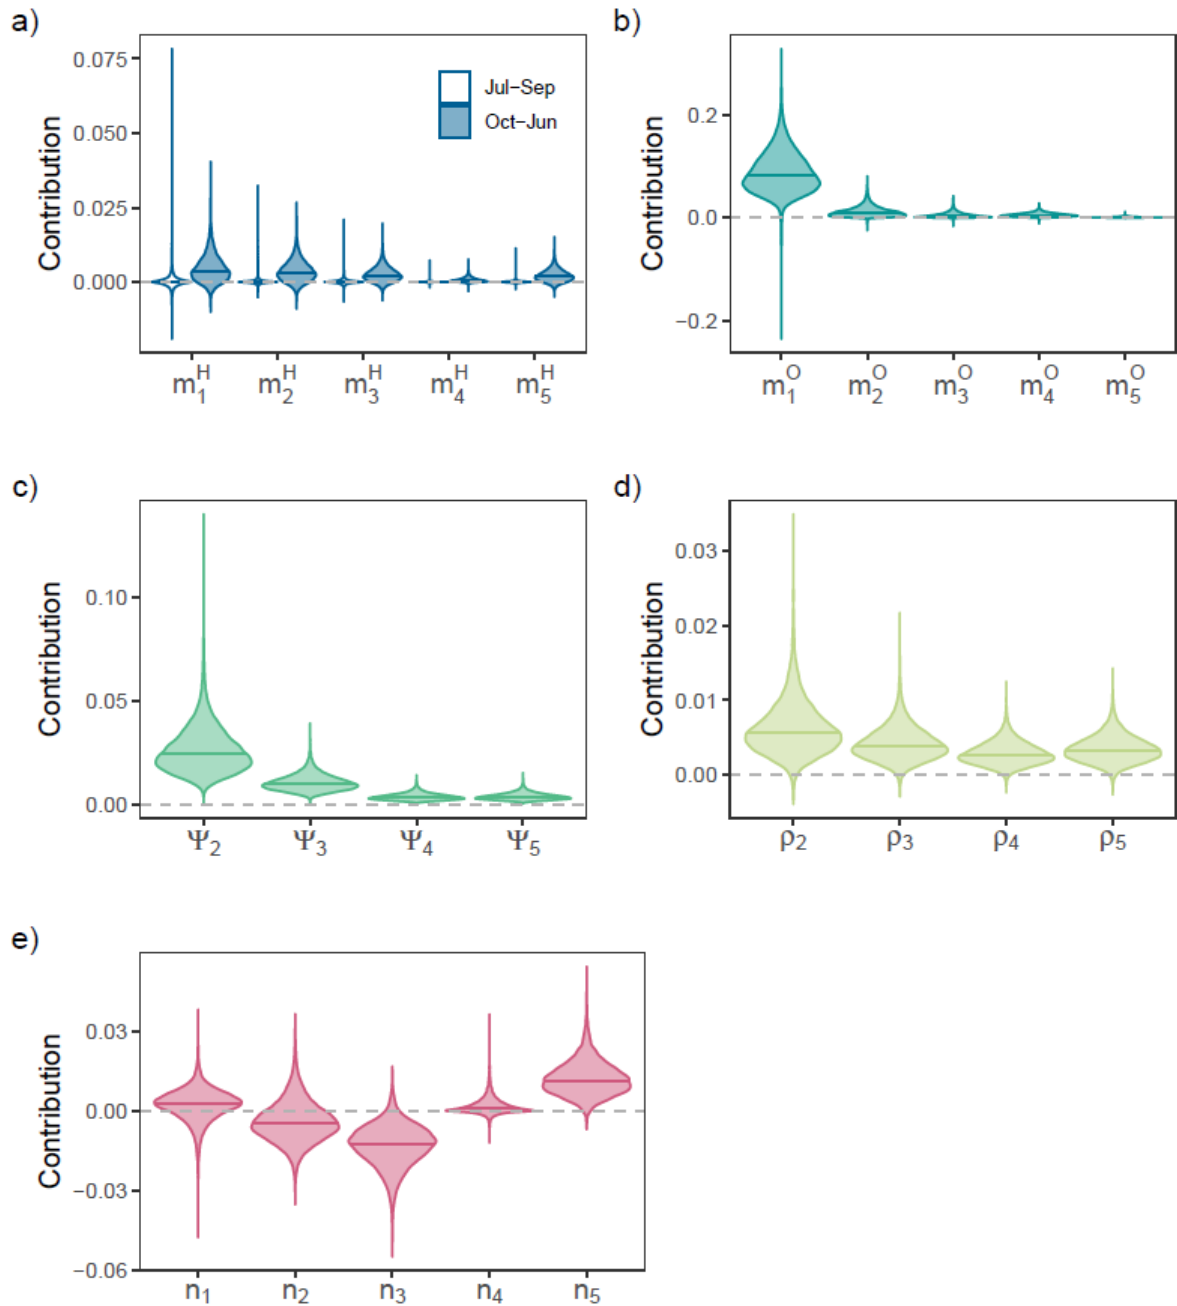 a)
Contribution
0.075
0.050
0.025
0.000
Jul−Sep
Oct−Jun
m₁ᴴ m₂ᴴ m₃ᴴ m₄ᴴ m₅ᴴ
b)
Contribution
0.2
0.0
−0.2
m₁ᴼ m₂ᴼ m₃ᴼ m₄ᴼ m₅ᴼ
c)
Contribution
0.10
0.05
0.00
Ψ₂ Ψ₃ Ψ₄ Ψ₅
d)
Contribution
0.03
0.02
0.01
0.00
ρ₂ ρ₃ ρ₄ ρ₅
e)
Contribution
0.03
0.00
−0.03
−0.06
n₁ n₂ n₃ n₄ n₅